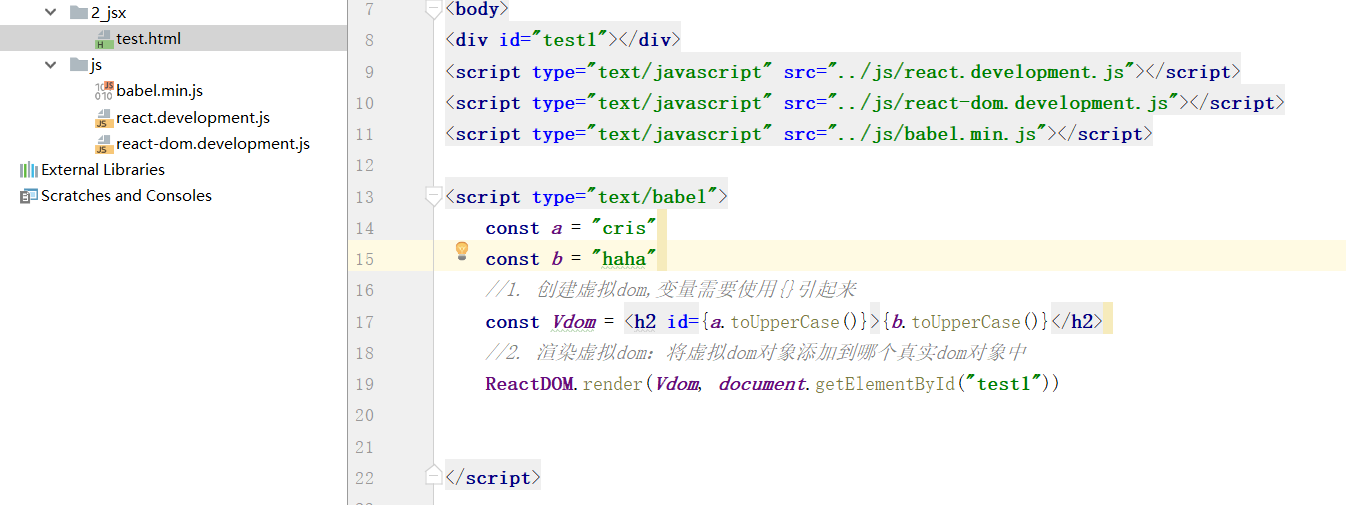 2_jsx
test.html
js
babel.min.js
react.development.js
react-dom.development.js
External Libraries
Scratches and Consoles
7 <body>
8 <div id="test1"></div>
9 <script type="text/javascript" src="../js/react.development.js"></script>
10 <script type="text/javascript" src="../js/react-dom.development.js"></script>
11 <script type="text/javascript" src="../js/babel.min.js"></script>
12
13 <script type="text/babel">
14 const a = "cris"
15 const b = "haha"
16 //1. 创建虚拟dom,变量需要使用{}引起来
17 const Vdom = <h2 id={a.toUpperCase()}>{b.toUpperCase()}</h2>
18 //2. 渲染虚拟dom：将虚拟dom对象添加到哪个真实dom对象中
19 ReactDOM.render(Vdom, document.getElementById("test1"))
20
21
22 </script>